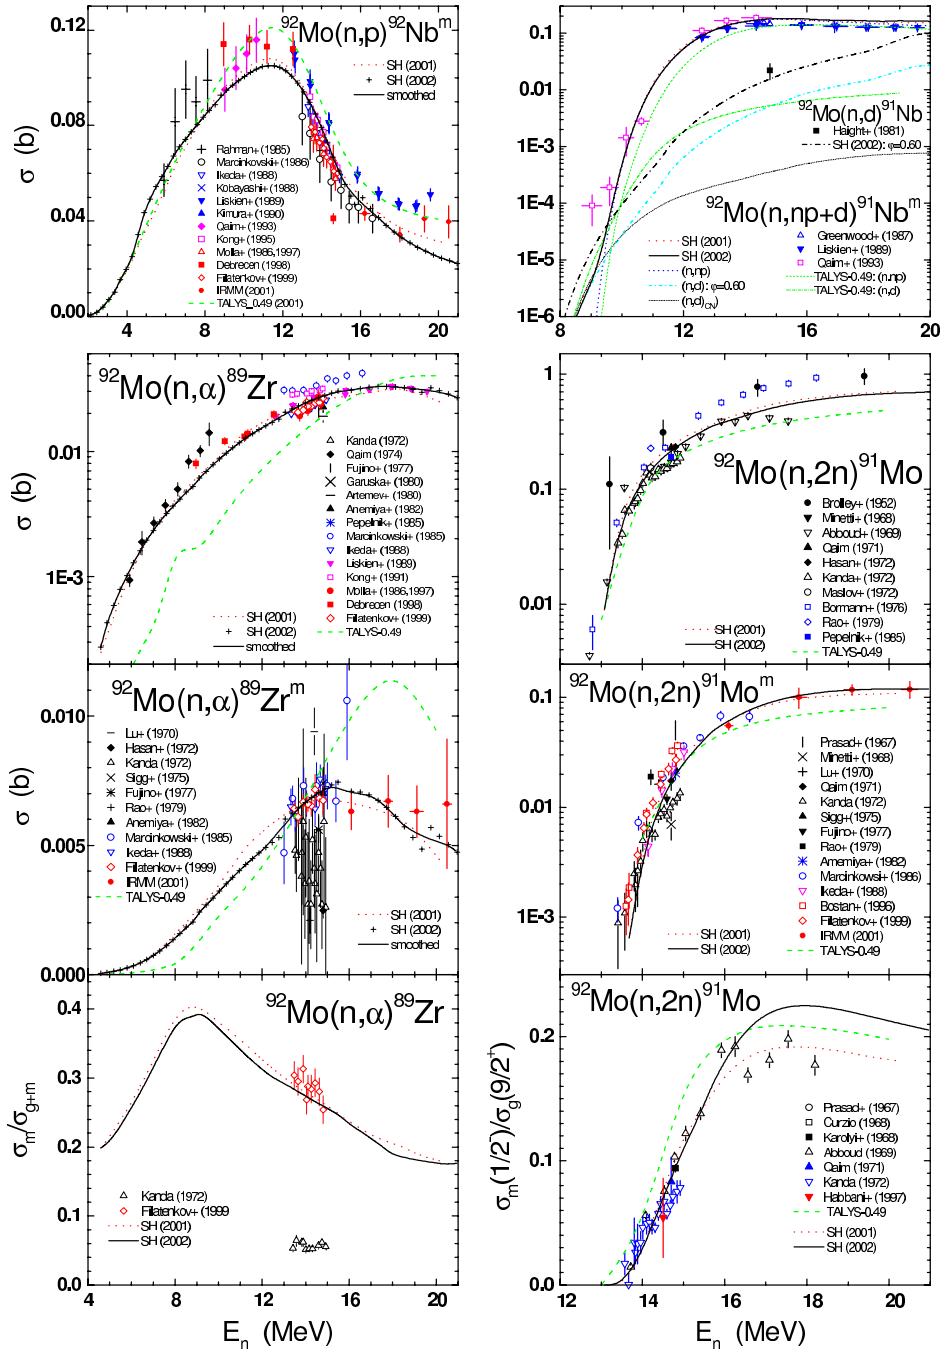 92Mo(n,p)92Nbm
SH (2001)
SH (2002)
smoothed
Rahman+ (1985)
Marcinkowski+ (1986)
Ikeda+ (1988)
Kobayashi+ (1988)
Liskien+ (1989)
Kimura+ (1990)
Qaim+ (1993)
Kong+ (1995)
Molla+ (1986,1997)
Debrecen (1998)
Filatenkov+ (1999)
IRMM (2001)
TALYS_0.49 (2001)
σ (b)
0.12
0.08
0.04
0.00
4 8 12 16 20
92Mo(n,d)91Nb
Haight+ (1981)
SH (2002): φ=0.60
92Mo(n,np+d)91Nbm
Greenwood+ (1987)
Liskien+ (1989)
Qaim+ (1993)
SH (2001)
SH (2002)
(n,np)
(n,d): φ=0.60
(n,d)CN)
TALYS-0.49: (n,np)
TALYS-0.49: (n,d)
0.1
0.01
1E-3
1E-4
1E-5
1E-6
8 12 16 20
92Mo(n,α)89Zr
Kanda (1972)
Qaim (1974)
Fujino+ (1977)
Garuska+ (1980)
Artemev+ (1980)
Anemiya+ (1982)
Pepelnik+ (1985)
Marcinkowski+ (1985)
Ikeda+ (1988)
Liskien+ (1989)
Kong+ (1991)
Molla+ (1986,1997)
Debrecen (1998)
Filatenkov+ (1999)
TALYS-0.49
SH (2001)
SH (2002)
smoothed
σ (b)
0.01
1E-3
92Mo(n,2n)91Mo
Brolley+ (1952)
Minetti+ (1968)
Abboud+ (1969)
Qaim (1971)
Hasan+ (1972)
Kanda+ (1972)
Maslov+ (1972)
Bormann+ (1976)
Rao+ (1979)
Pepelnik+ (1985)
TALYS-0.49
SH (2001)
SH (2002)
1
0.1
0.01
92Mo(n,α)89Zrm
Lu+ (1970)
Hasan+ (1972)
Kanda (1972)
Sigg+ (1975)
Fujino+ (1977)
Rao+ (1979)
Anemiya+ (1982)
Marcinkowski+ (1985)
Ikeda+ (1988)
Filatenkov+ (1999)
IRMM (2001)
TALYS-0.49
SH (2001)
SH (2002)
smoothed
σ (b)
0.010
0.005
0.000
92Mo(n,2n)91Mom
Prasad+ (1967)
Minetti+ (1968)
Lu+ (1970)
Qaim+ (1971)
Kanda (1972)
Sigg+ (1975)
Fujino+ (1977)
Rao+ (1979)
Amemiya+ (1982)
Marcinkowsi+ (1986)
Ikeda+ (1988)
Bostan+ (1996)
Filatenkov+ (1999)
IRMM (2001)
TALYS-0.49
SH (2001)
SH (2002)
0.1
0.01
1E-3
92Mo(n,α)89Zr
Kanda (1972)
Filatenkov+ (1999
SH (2001)
SH (2002)
σm/σg+m
0.4
0.3
0.2
0.1
0.0
4 8 12 16 20
En (MeV)
92Mo(n,2n)91Mo
Prasad+ (1967)
Curzio (1968)
Karolyi+ (1968)
Abboud (1969)
Qaim (1971)
Kanda (1972)
Habbani+ (1997)
TALYS-0.49
SH (2001)
SH (2002)
σm(1/2-)/σg(9/2+)
0.2
0.1
0.0
12 14 16 18 20
En (MeV)